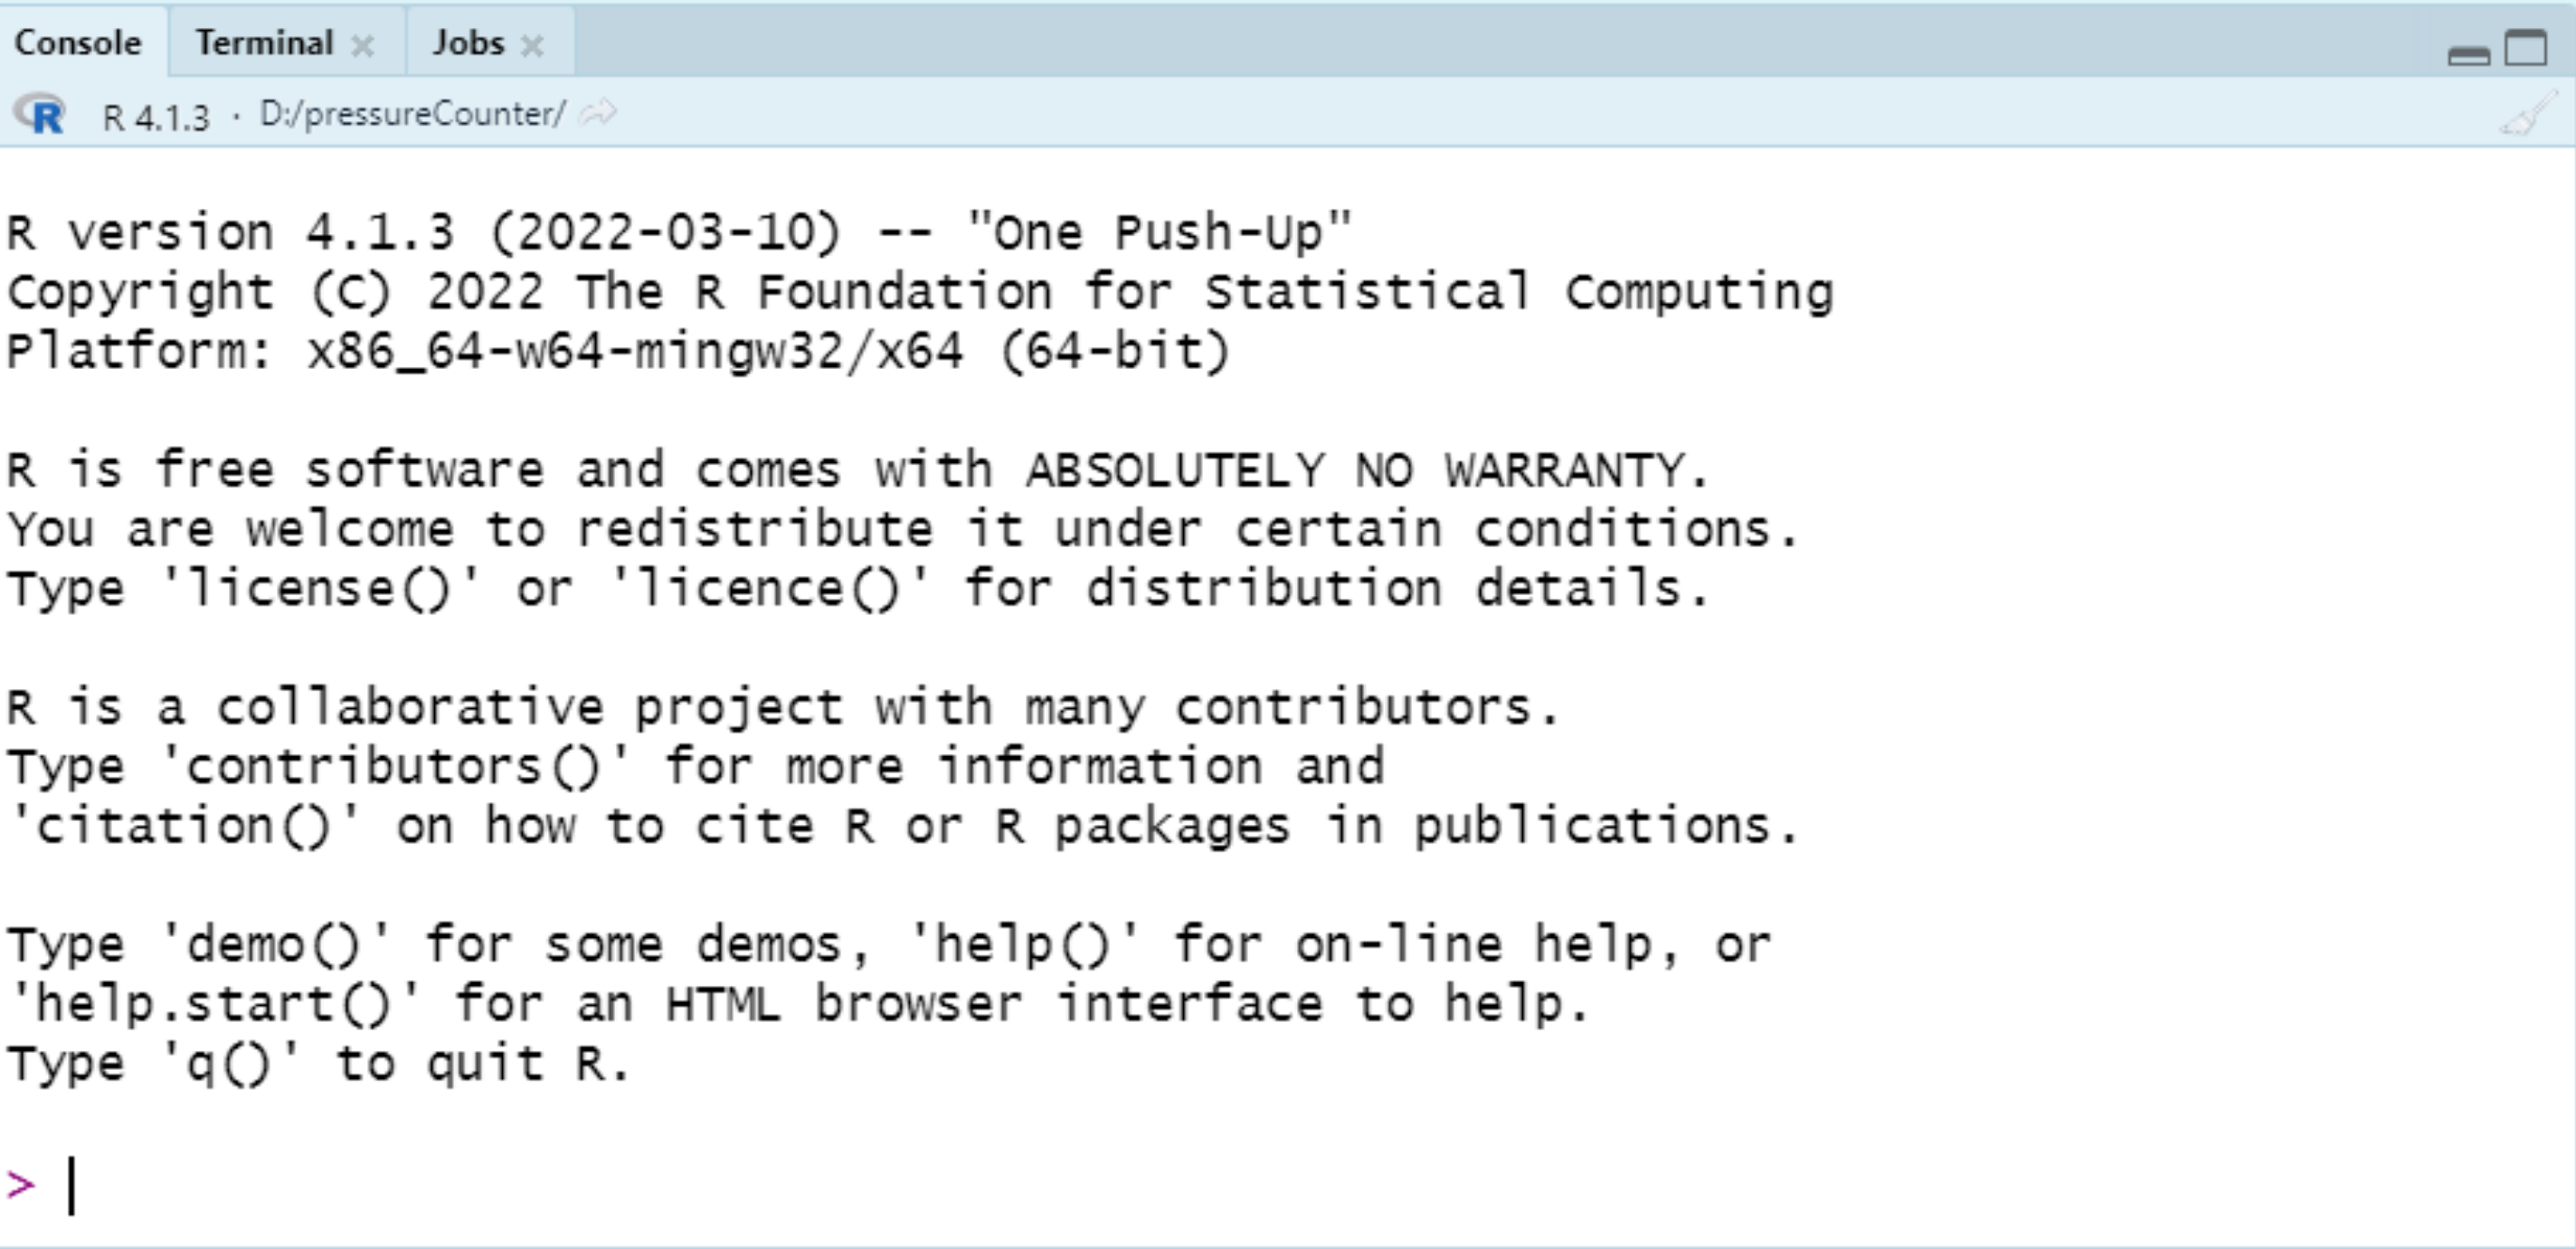 Console Terminal Jobs
R R 4.1.3 · D:/pressureCounter/
R version 4.1.3 (2022-03-10) -- "One Push-Up"
Copyright (C) 2022 The R Foundation for Statistical Computing
Platform: x86_64-w64-mingw32/x64 (64-bit)
R is free software and comes with ABSOLUTELY NO WARRANTY.
You are welcome to redistribute it under certain conditions.
Type 'license()' or 'licence()' for distribution details.
R is a collaborative project with many contributors.
Type 'contributors()' for more information and
'citation()' on how to cite R or R packages in publications.
Type 'demo()' for some demos, 'help()' for on-line help, or
'help.start()' for an HTML browser interface to help.
Type 'q()' to quit R.
>